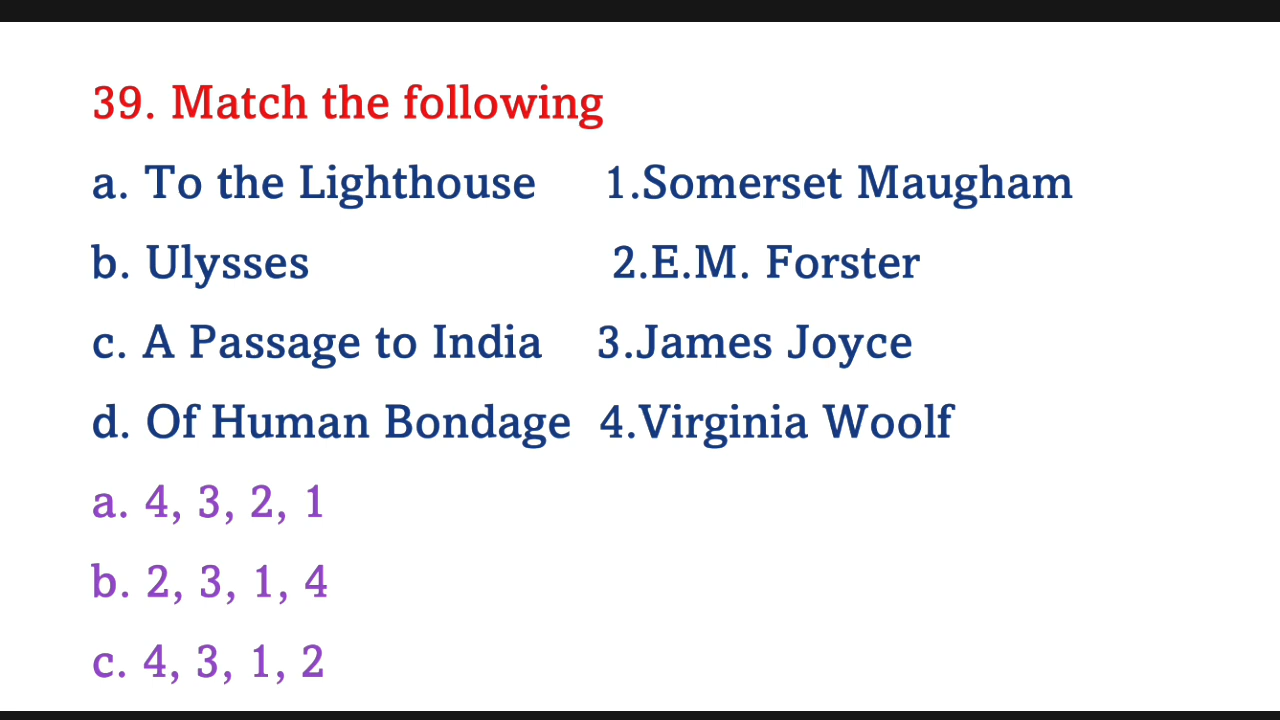 39. Match the following
a. To the Lighthouse 1.Somerset Maugham
b. Ulysses 2.E.M. Forster
c. A Passage to India 3.James Joyce
d. Of Human Bondage 4.Virginia Woolf
a. 4, 3, 2, 1
b. 2, 3, 1, 4
c. 4, 3, 1, 2